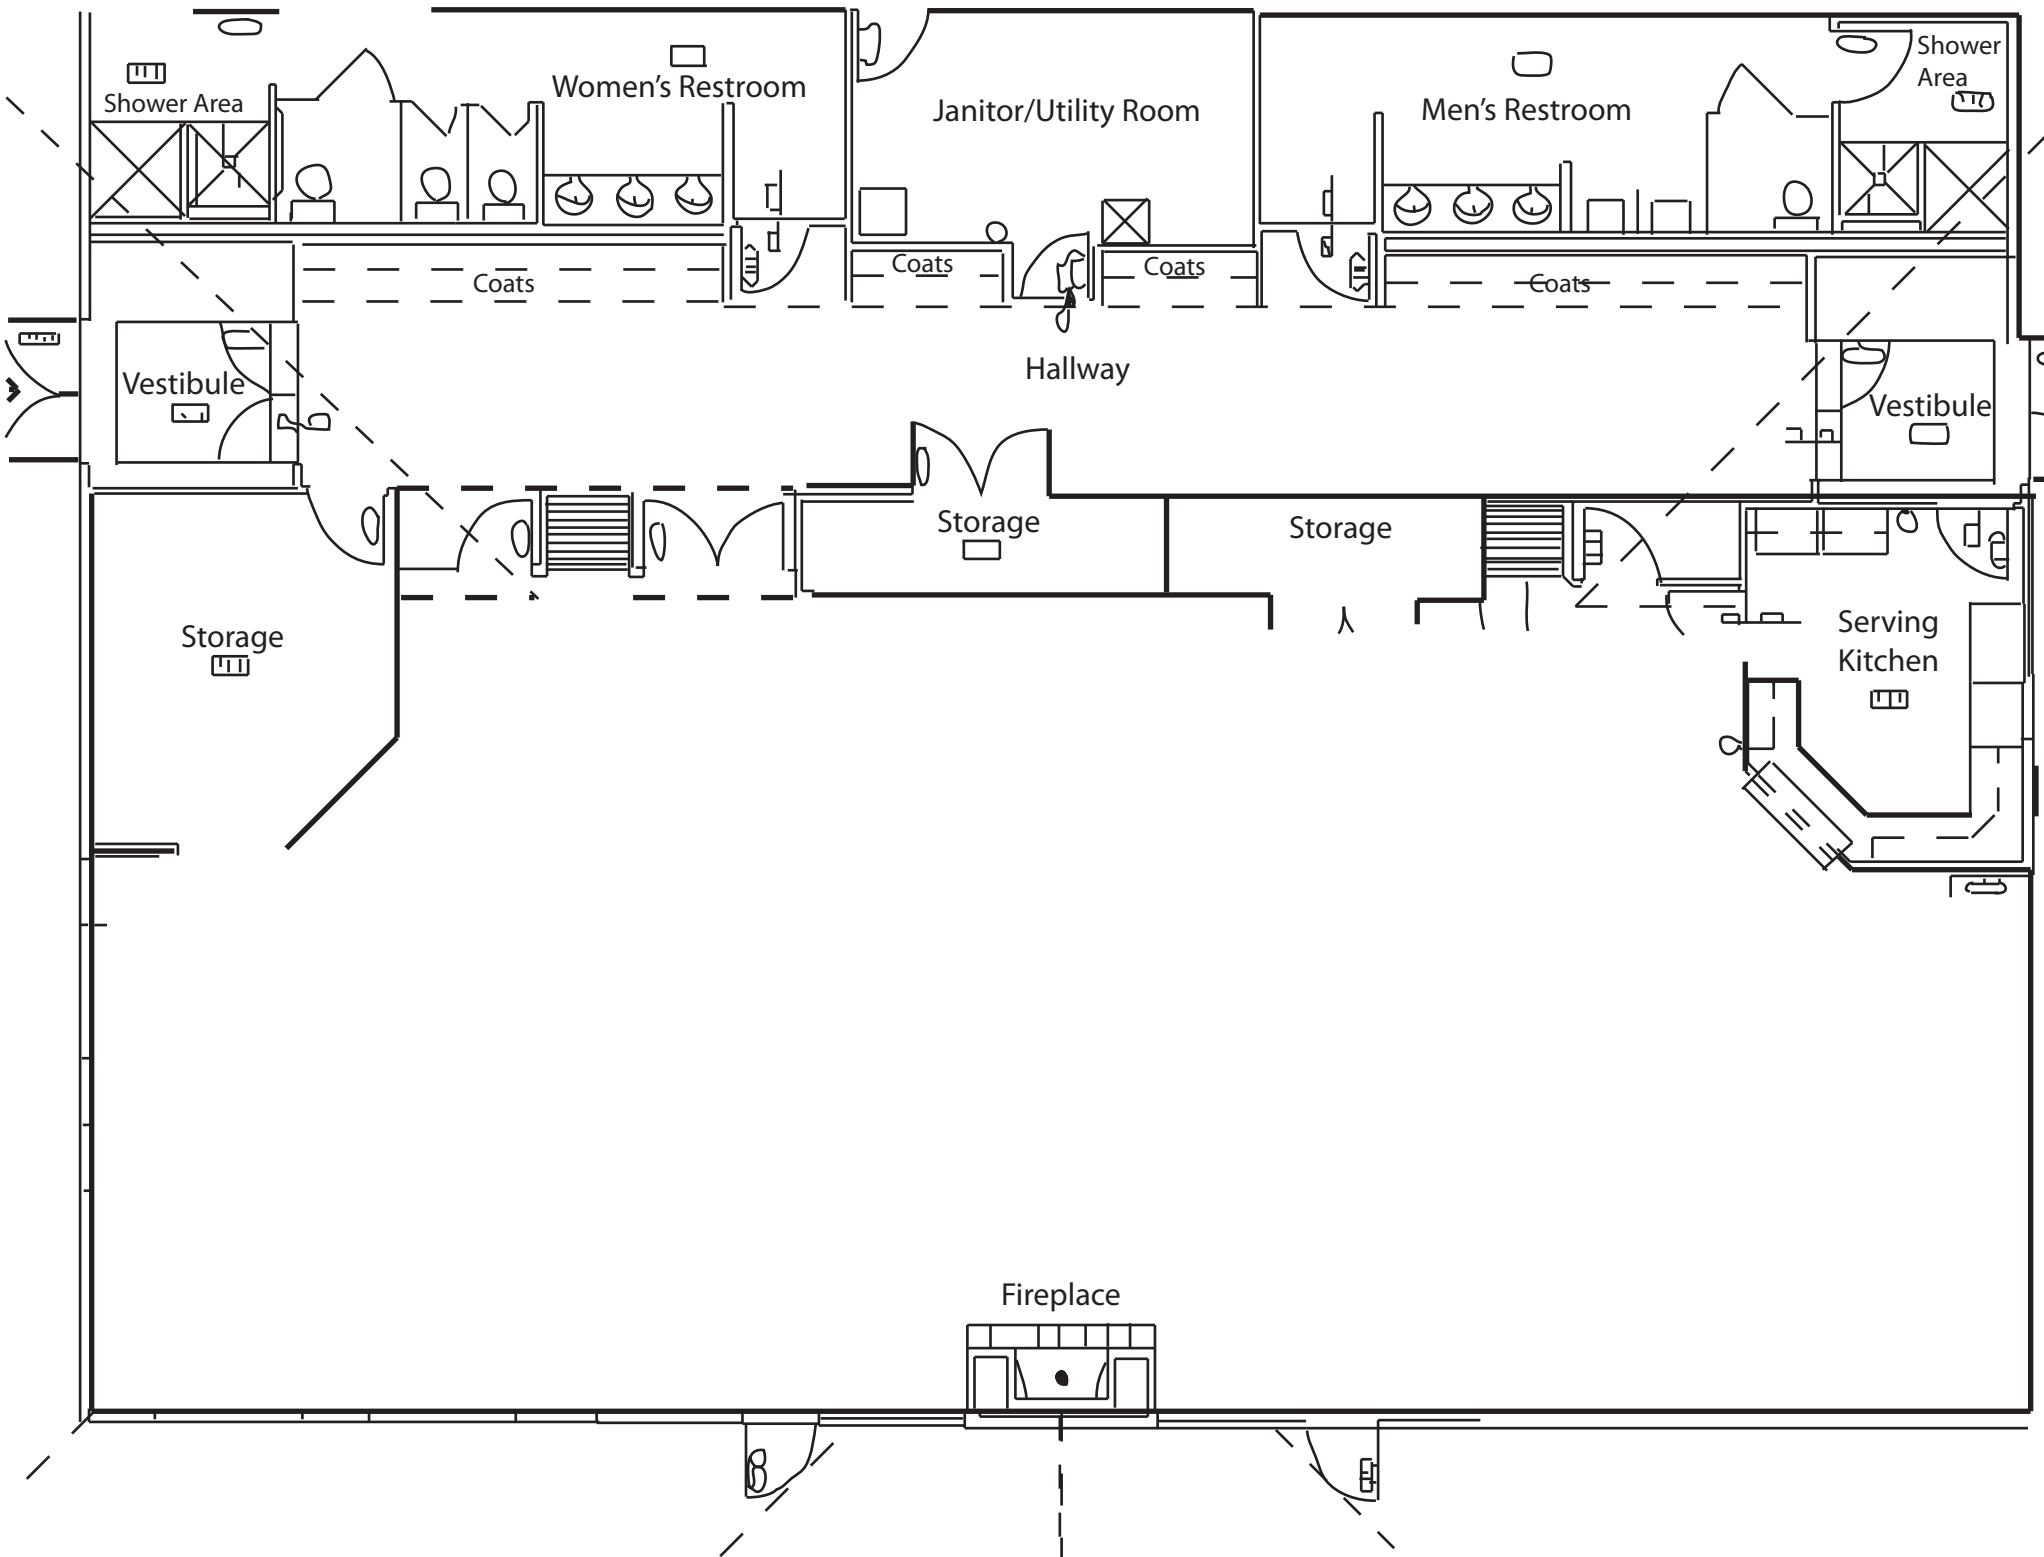 Shower
Area
Women's Restroom
Shower Area
Janitor/Utility Room
Men's Restroom
Coats
Coats
Coats
Coats
Hallway
Vestibule
Vestibule
Storage
Storage
Storage
Serving
Kitchen
Fireplace